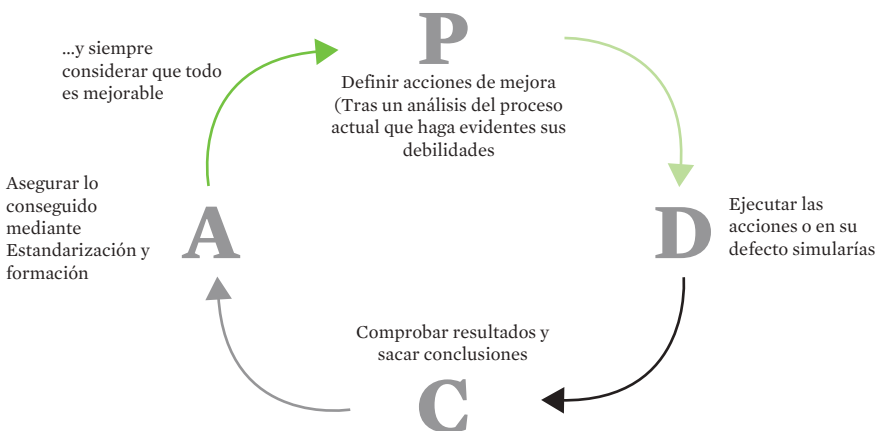 P
Definir acciones de mejora
(Tras un análisis del proceso
actual que haga evidentes sus
debilidades
D
Ejecutar las
acciones o en su
defecto simularías
C
Comprobar resultados y
sacar conclusiones
A
Asegurar lo
conseguido
mediante
Estandarización y
formación
...y siempre
considerar que todo
es mejorable